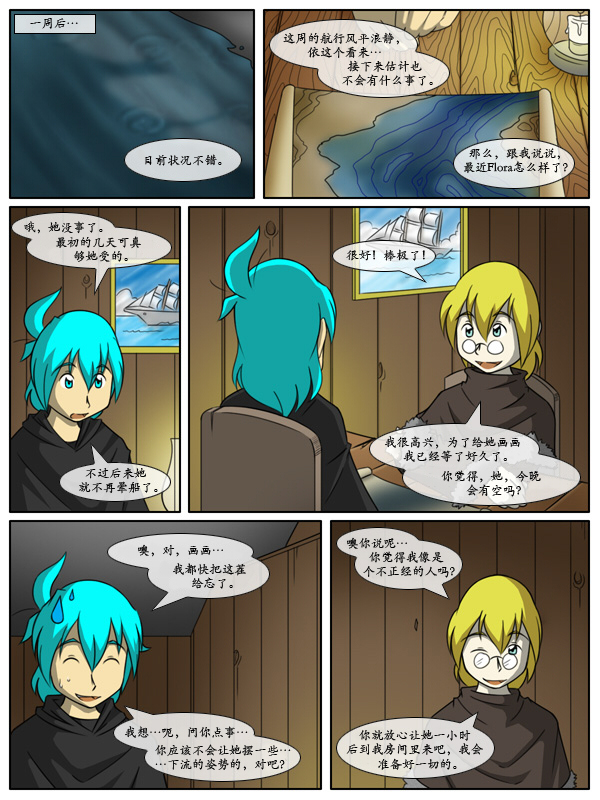 一周后…
目前状况不错。
这周的航行风平浪静，
依这个看来…
接下来估计也
不会有什么事了。
那么，跟我说说，
最近Flora怎么样了？
哦，她没事了。
最初的几天可真
够她受的。
不过后来她
就不再晕船了。
很好！棒极了！
我很高兴，为了给她画画
我已经等了好久了。
你觉得，她，今晚
会有空吗？
噢，对，画画…
我都快把这茬
给忘了。
我想…呃，问你点事…
你应该不会让她摆一些…
…下流的姿势的，对吧？
噢你说呢…
你觉得我像是
个不正经的人吗？
你就放心让她一小时
后到我房间里来吧，我会
准备好一切的。